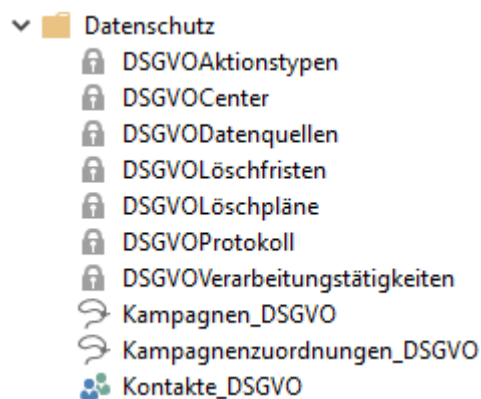 Datenschutz
DSGVOAktionstypen
DSGVOCenter
DSGVODatenquellen
DSGVOLöschfristen
DSGVOLöschpläne
DSGVOProtokoll
DSGVOVerarbeitungstätigkeiten
Kampagnen_DSGVO
Kampagnenzuordnungen_DSGVO
Kontakte_DSGVO